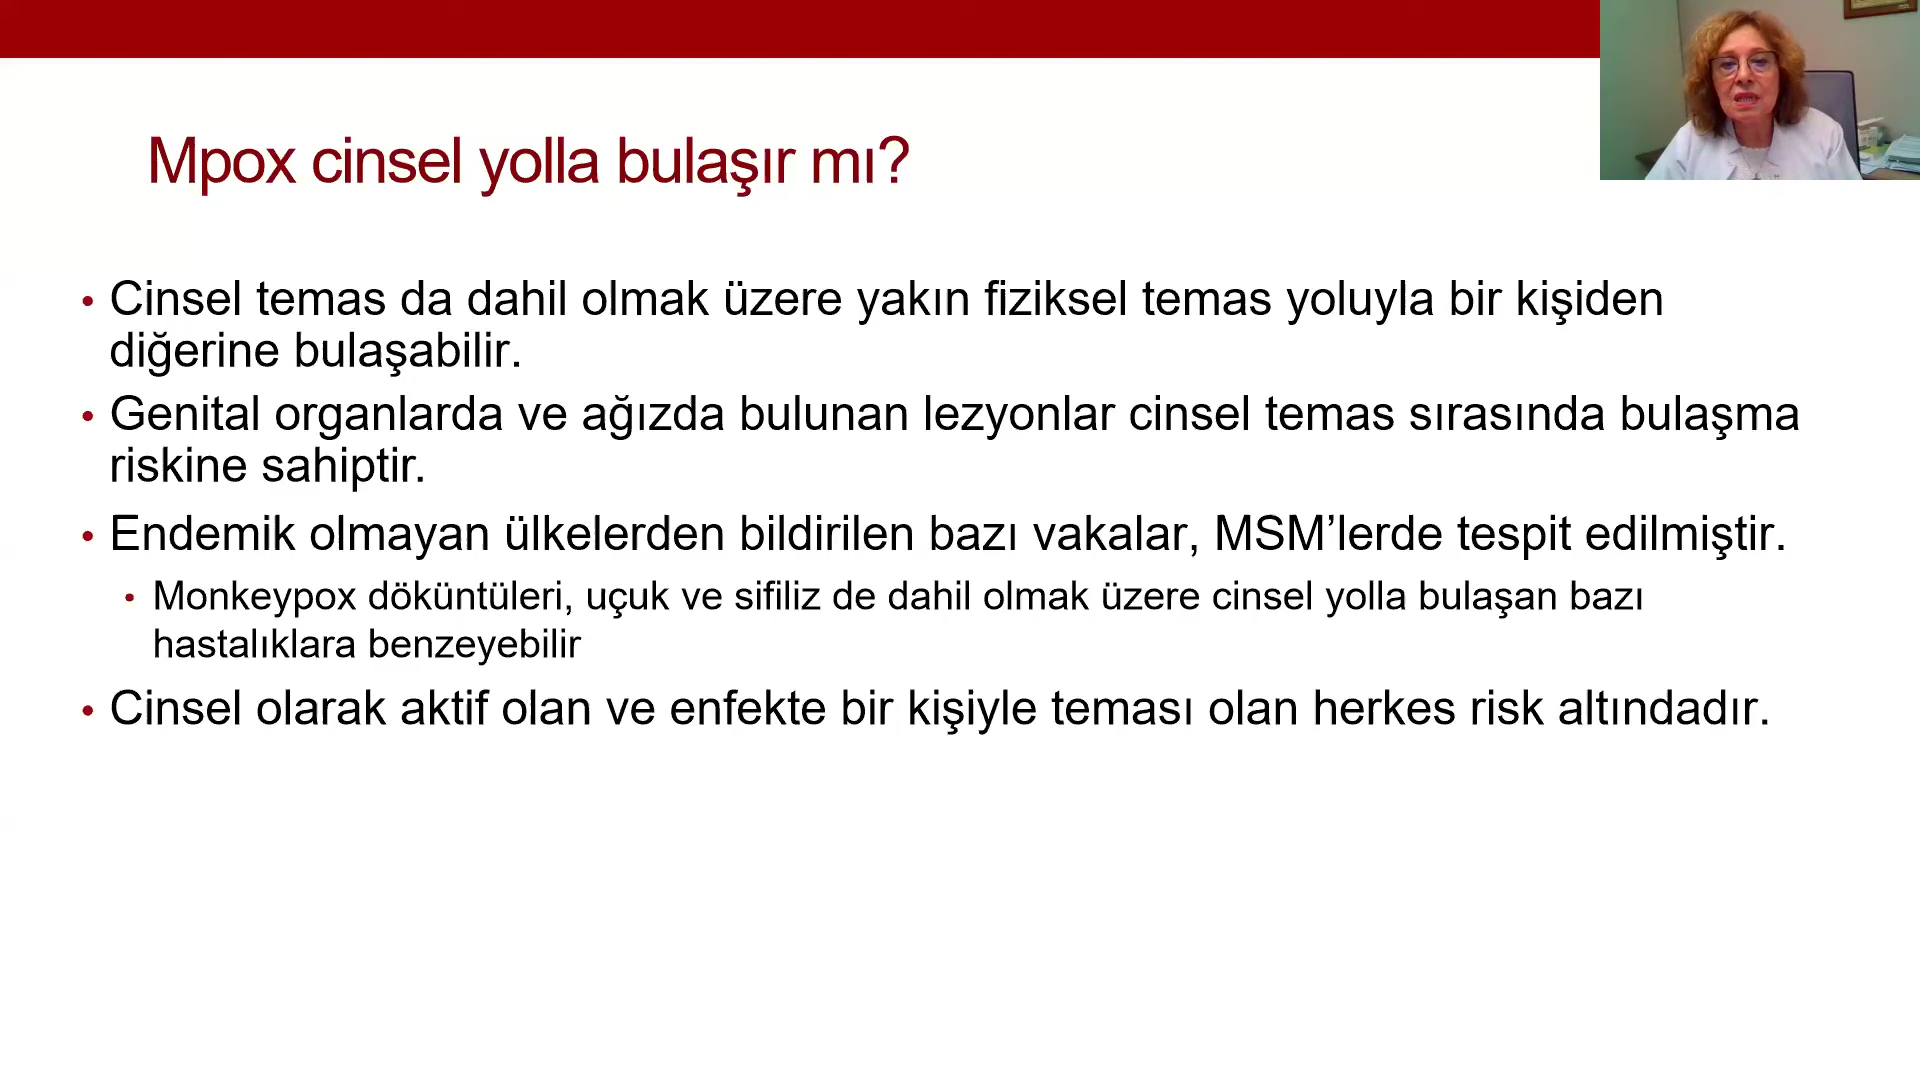 Mpox cinsel yolla bulaşır mı?
• Cinsel temas da dahil olmak üzere yakın fiziksel temas yoluyla bir kişiden
diğerine bulaşabilir.
• Genital organlarda ve ağızda bulunan lezyonlar cinsel temas sırasında bulaşma
riskine sahiptir.
• Endemik olmayan ülkelerden bildirilen bazı vakalar, MSM’lerde tespit edilmiştir.
• Monkeypox döküntüleri, uçuk ve sifiliz de dahil olmak üzere cinsel yolla bulaşan bazı
hastalıklara benzeyebilir
• Cinsel olarak aktif olan ve enfekte bir kişiyle teması olan herkes risk altındadır.